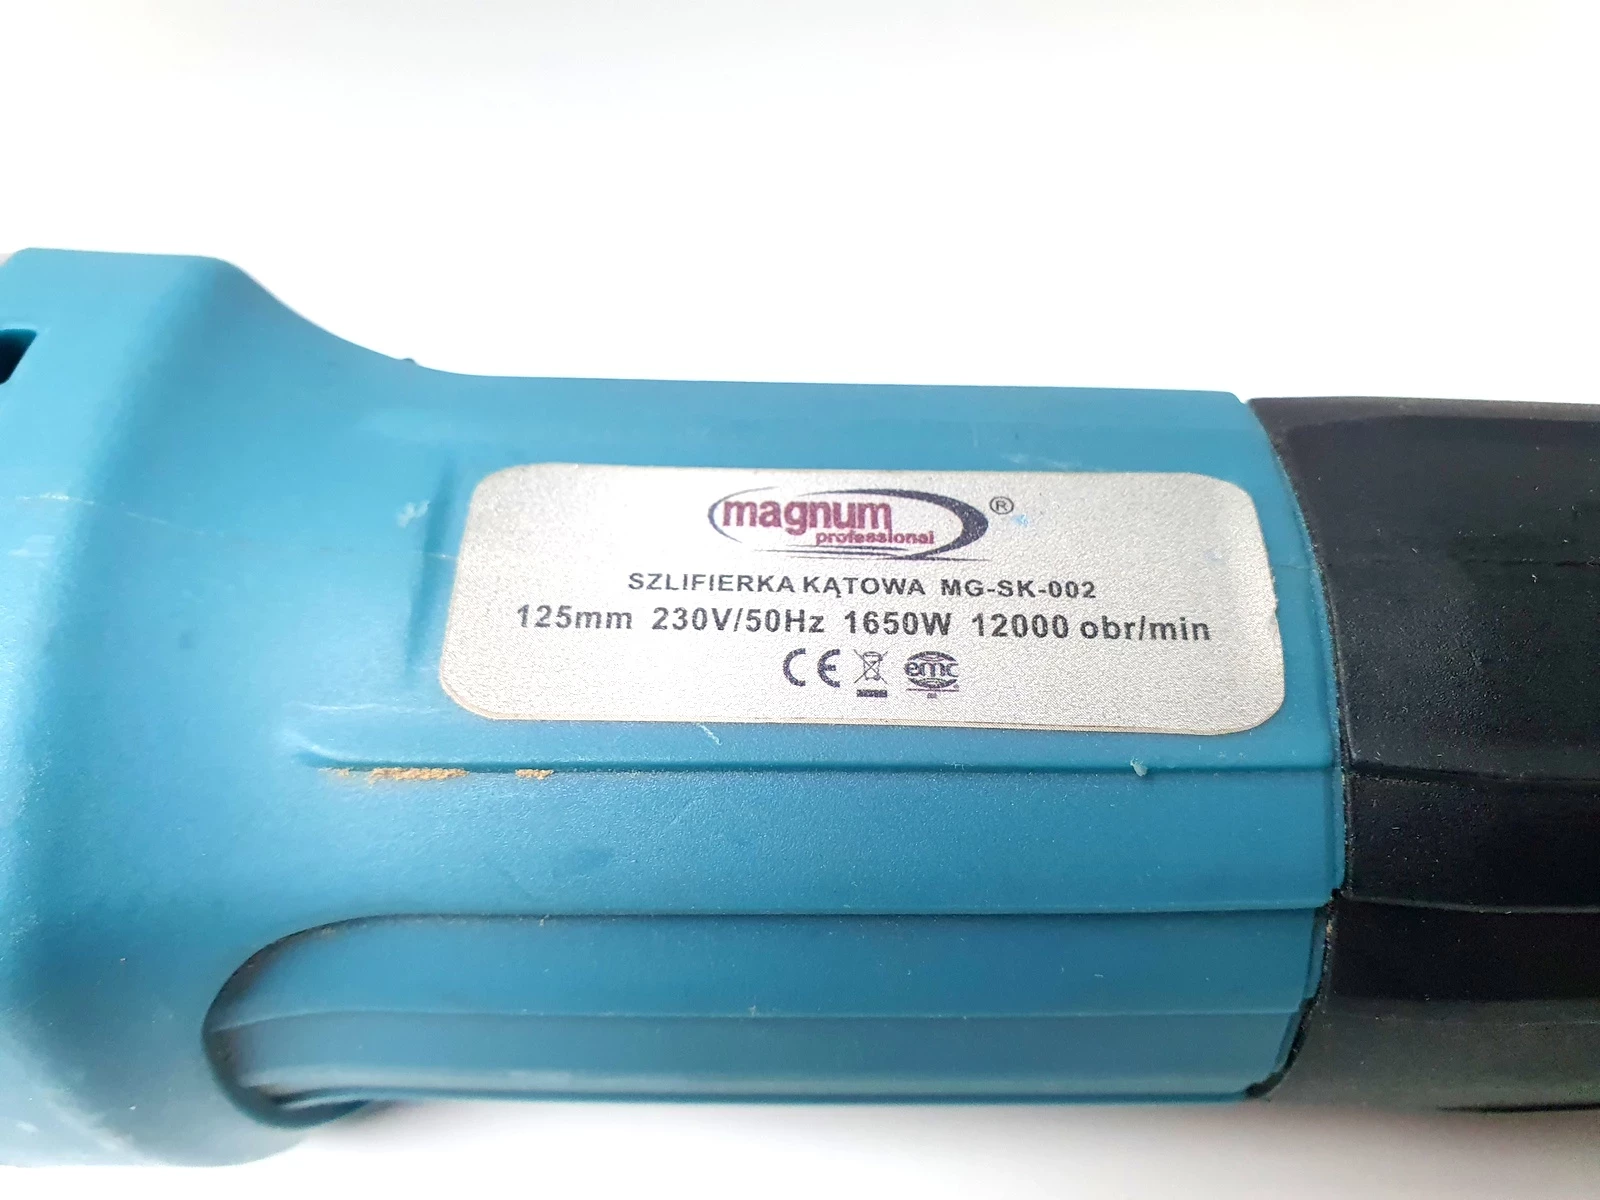 magnum ®
professional
SZLIFIERKA KĄTOWA MG-SK-002
125mm 230V/50Hz 1650W 12000 obr/min
CE emc